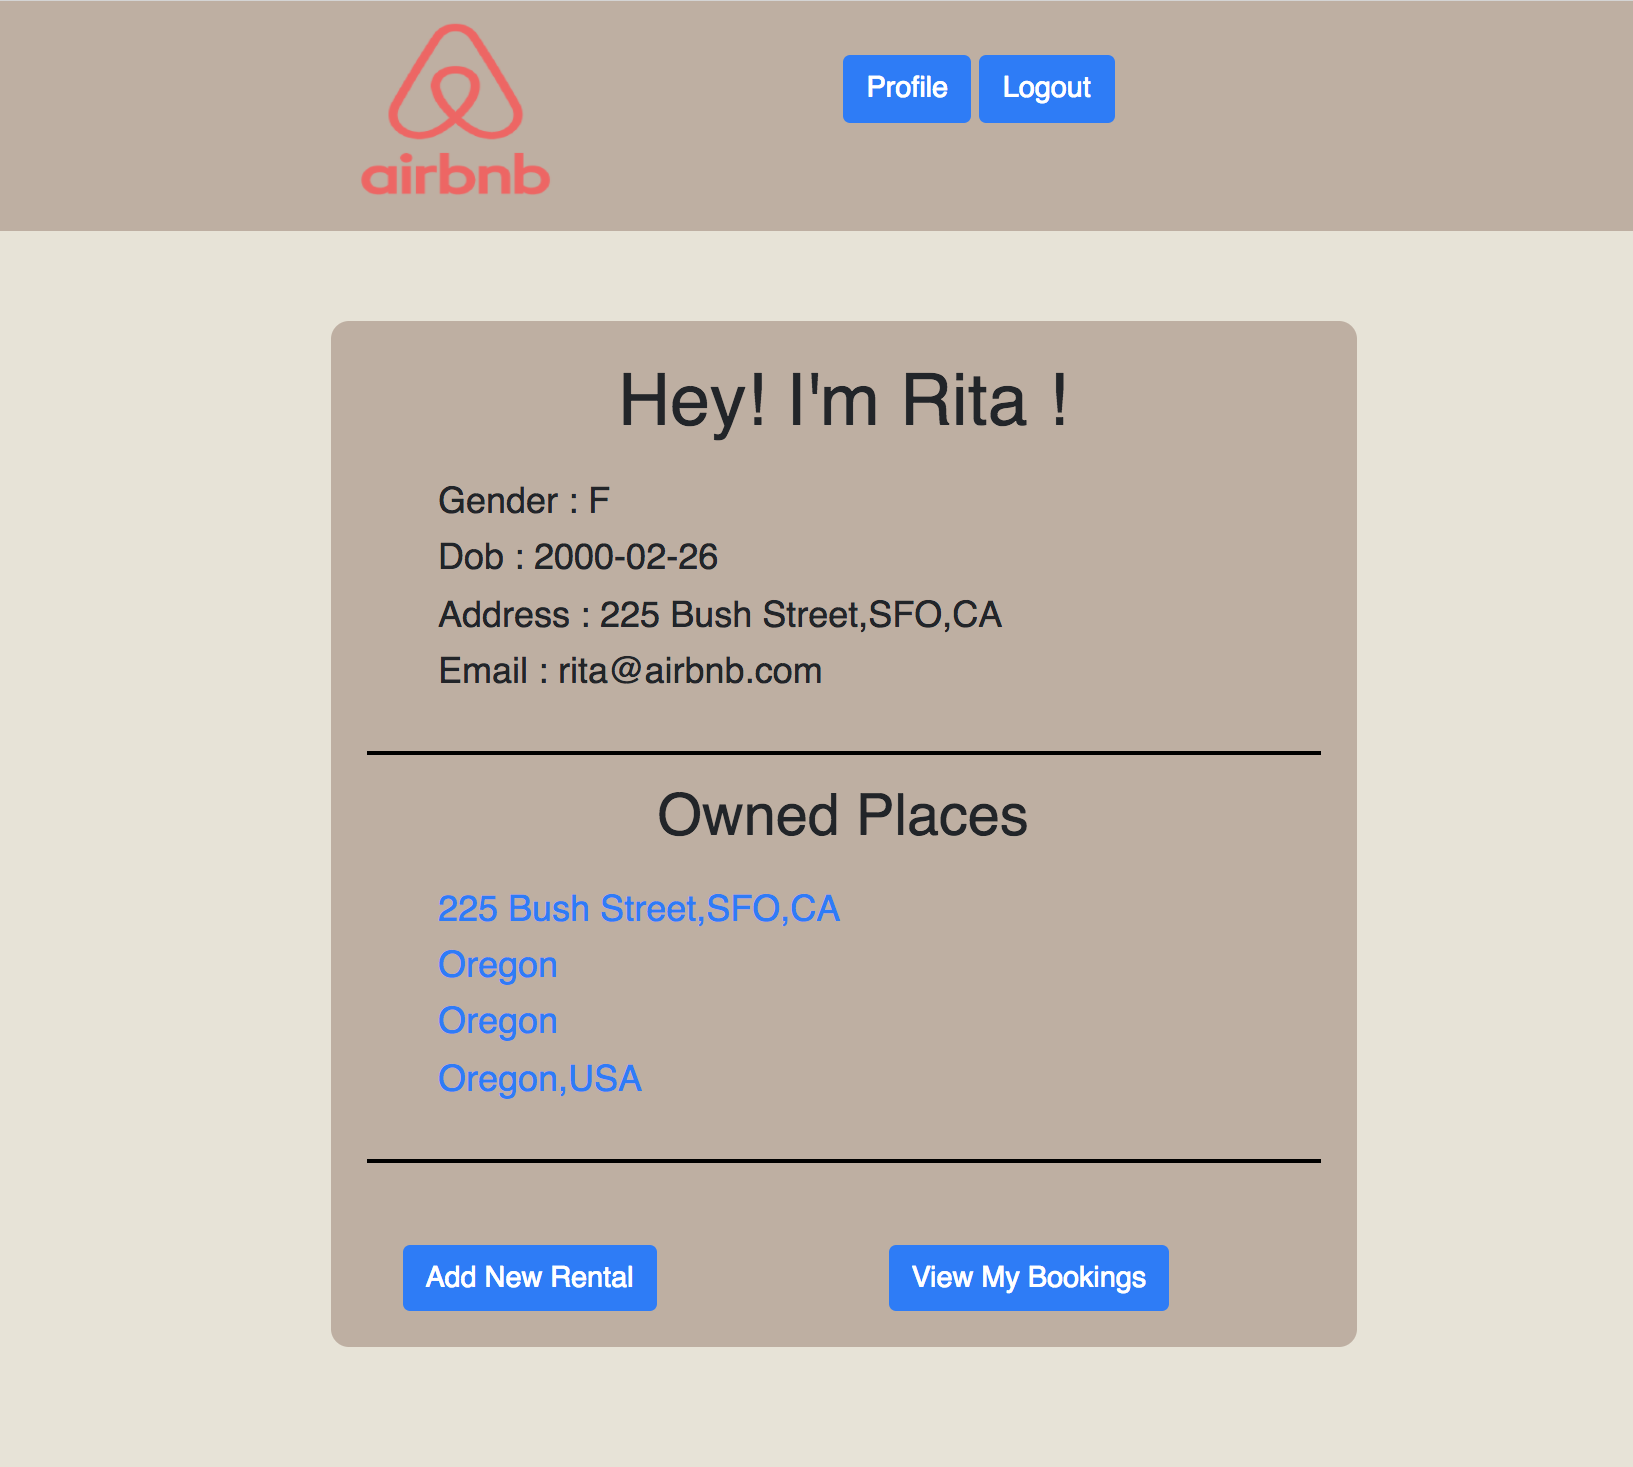 airbnb
Profile Logout
Hey! I'm Rita !
Gender : F
Dob : 2000-02-26
Address : 225 Bush Street,SFO,CA
Email : rita@airbnb.com
Owned Places
225 Bush Street,SFO,CA
Oregon
Oregon
Oregon,USA
Add New Rental View My Bookings